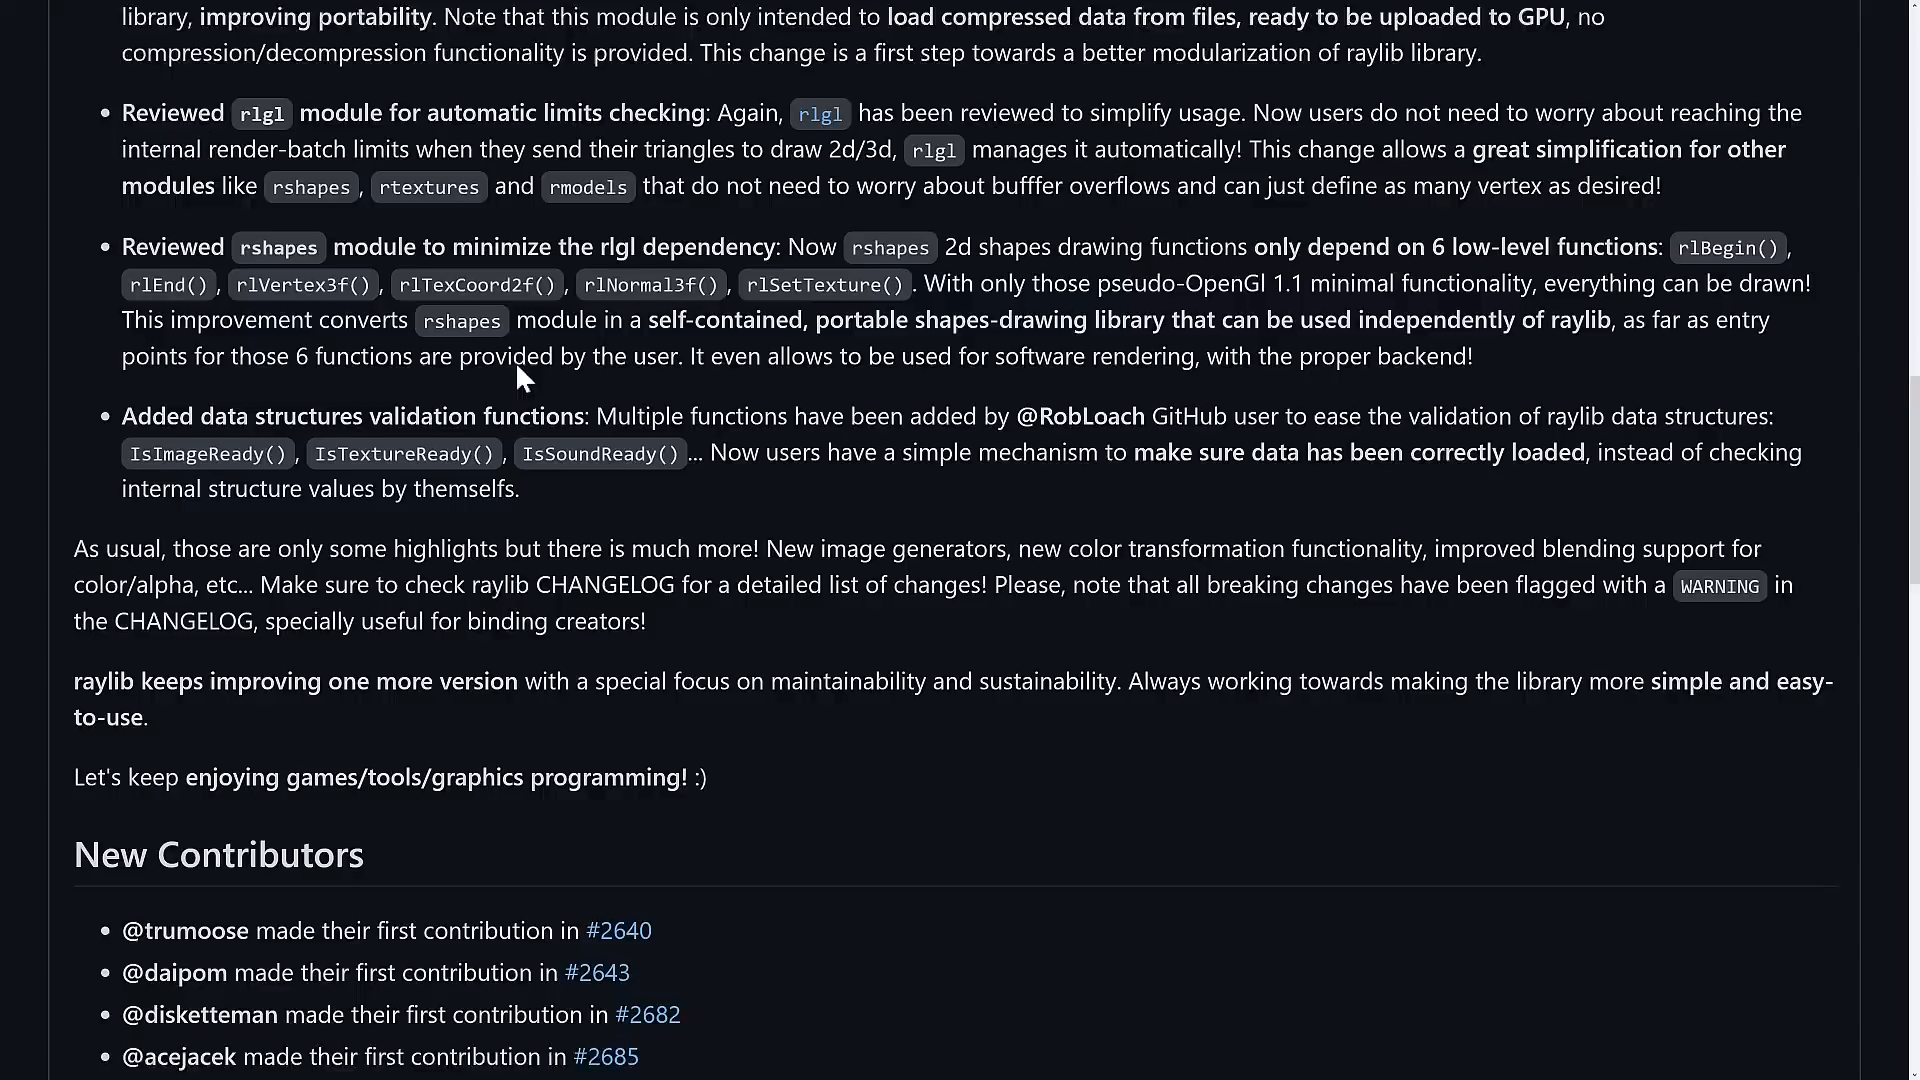 library, improving portability. Note that this module is only intended to load compressed data from files, ready to be uploaded to GPU, no
compression/decompression functionality is provided. This change is a first step towards a better modularization of raylib library.
• Reviewed rlgl module for automatic limits checking: Again, rlgl has been reviewed to simplify usage. Now users do not need to worry about reaching the
internal render-batch limits when they send their triangles to draw 2d/3d, rlgl manages it automatically! This change allows a great simplification for other
modules like rshapes, rtextures and rmodels that do not need to worry about bufffer overflows and can just define as many vertex as desired!
• Reviewed rshapes module to minimize the rlgl dependency: Now rshapes 2d shapes drawing functions only depend on 6 low-level functions: rlBegin(),
rlEnd(), rlVertex3f(), rlTexCoord2f(), rlNormal3f(), rlSetTexture(). With only those pseudo-OpenGl 1.1 minimal functionality, everything can be drawn!
This improvement converts rshapes module in a self-contained, portable shapes-drawing library that can be used independently of raylib, as far as entry
points for those 6 functions are provided by the user. It even allows to be used for software rendering, with the proper backend!
• Added data structures validation functions: Multiple functions have been added by @RobLoach GitHub user to ease the validation of raylib data structures:
IsImageReady(), IsTextureReady(), IsSoundReady()... Now users have a simple mechanism to make sure data has been correctly loaded, instead of checking
internal structure values by themselfs.
As usual, those are only some highlights but there is much more! New image generators, new color transformation functionality, improved blending support for
color/alpha, etc... Make sure to check raylib CHANGELOG for a detailed list of changes! Please, note that all breaking changes have been flagged with a WARNING in
the CHANGELOG, specially useful for binding creators!
raylib keeps improving one more version with a special focus on maintainability and sustainability. Always working towards making the library more simple and easy-
to-use.
Let's keep enjoying games/tools/graphics programming! :)
New Contributors
• @trumoose made their first contribution in #2640
• @daipom made their first contribution in #2643
• @disketteman made their first contribution in #2682
• @acejacek made their first contribution in #2685